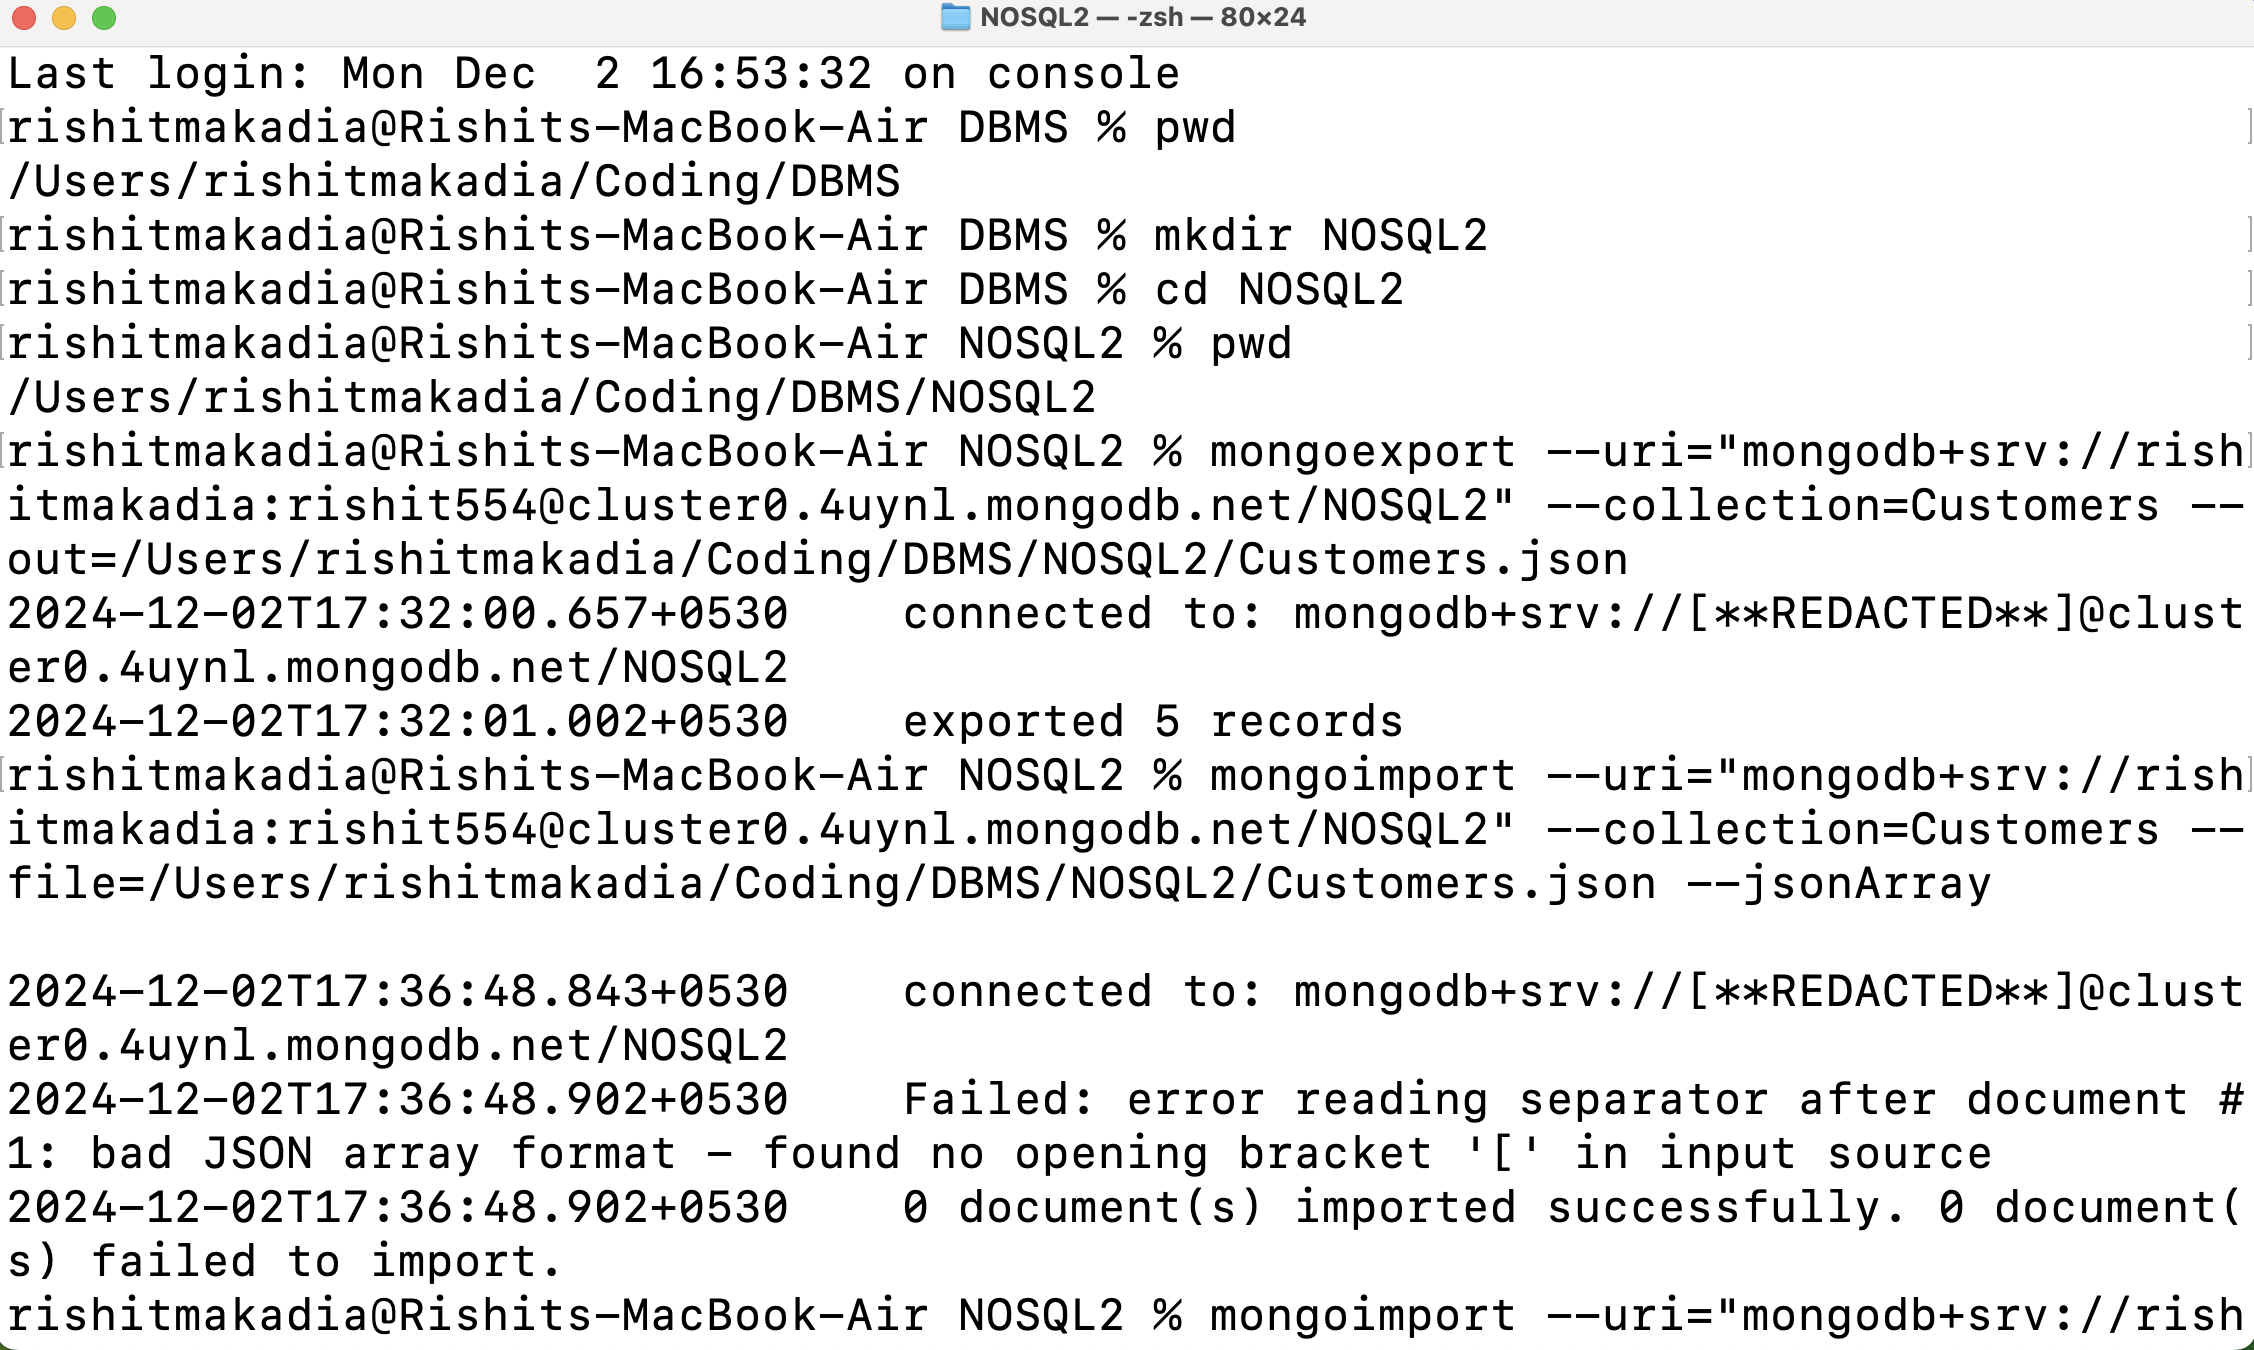 NOSQL2 — -zsh — 80×24
Last login: Mon Dec  2 16:53:32 on console
rishitmakadia@Rishits-MacBook-Air DBMS % pwd
/Users/rishitmakadia/Coding/DBMS
rishitmakadia@Rishits-MacBook-Air DBMS % mkdir NOSQL2
rishitmakadia@Rishits-MacBook-Air DBMS % cd NOSQL2
rishitmakadia@Rishits-MacBook-Air NOSQL2 % pwd
/Users/rishitmakadia/Coding/DBMS/NOSQL2
rishitmakadia@Rishits-MacBook-Air NOSQL2 % mongoexport --uri="mongodb+srv://rish
itmakadia:rishit554@cluster0.4uynl.mongodb.net/NOSQL2" --collection=Customers --
out=/Users/rishitmakadia/Coding/DBMS/NOSQL2/Customers.json
2024-12-02T17:32:00.657+0530    connected to: mongodb+srv://[**REDACTED**]@clust
er0.4uynl.mongodb.net/NOSQL2
2024-12-02T17:32:01.002+0530    exported 5 records
rishitmakadia@Rishits-MacBook-Air NOSQL2 % mongoimport --uri="mongodb+srv://rish
itmakadia:rishit554@cluster0.4uynl.mongodb.net/NOSQL2" --collection=Customers --
file=/Users/rishitmakadia/Coding/DBMS/NOSQL2/Customers.json --jsonArray
2024-12-02T17:36:48.843+0530    connected to: mongodb+srv://[**REDACTED**]@clust
er0.4uynl.mongodb.net/NOSQL2
2024-12-02T17:36:48.902+0530    Failed: error reading separator after document #
1: bad JSON array format - found no opening bracket '[' in input source
2024-12-02T17:36:48.902+0530    0 document(s) imported successfully. 0 document(
s) failed to import.
rishitmakadia@Rishits-MacBook-Air NOSQL2 % mongoimport --uri="mongodb+srv://rish